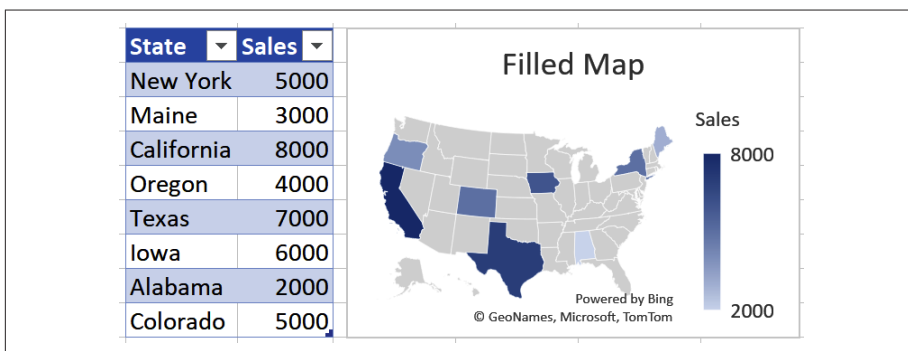 State Sales
New York 5000
Maine 3000
California 8000
Oregon 4000
Texas 7000
Iowa 6000
Alabama 2000
Colorado 5000
Filled Map
Sales
8000
2000
Powered by Bing
© GeoNames, Microsoft, TomTom